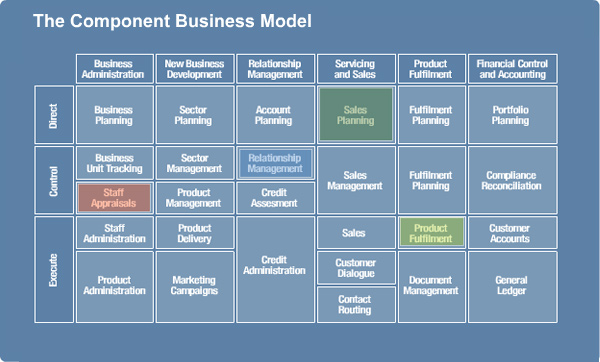 The Component Business Model
Business
Administration
New Business
Development
Relationship
Management
Servicing
and Sales
Product
Fulfilment
Financial Control
and Accounting
Direct
Business
Planning
Sector
Planning
Account
Planning
Sales
Planning
Fulfilment
Planning
Portfolio
Planning
Control
Business
Unit Tracking
Sector
Management
Relationship
Management
Sales
Management
Fulfilment
Planning
Compliance
Reconciliation
Staff
Appraisals
Product
Management
Credit
Assesment
Execute
Staff
Administration
Product
Delivery
Credit
Administration
Sales
Product
Fulfilment
Customer
Accounts
Product
Administration
Marketing
Campaigns
Customer
Dialogue
Contact
Routing
Document
Management
General
Ledger